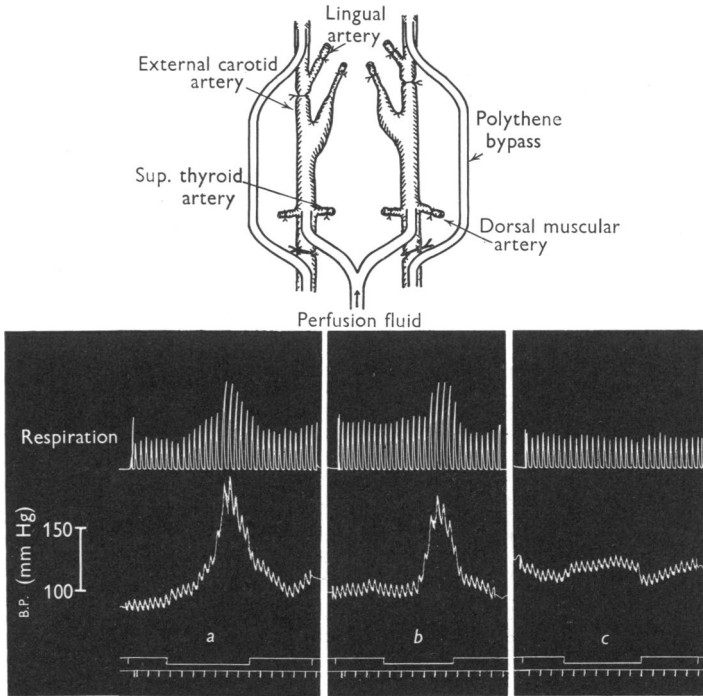 Lingual
artery
External carotid
artery
Polythene
bypass
Sup. thyroid
artery
Dorsal muscular
artery
Perfusion fluid
Respiration
B.P. (mm Hg)
150
100
a
b
c